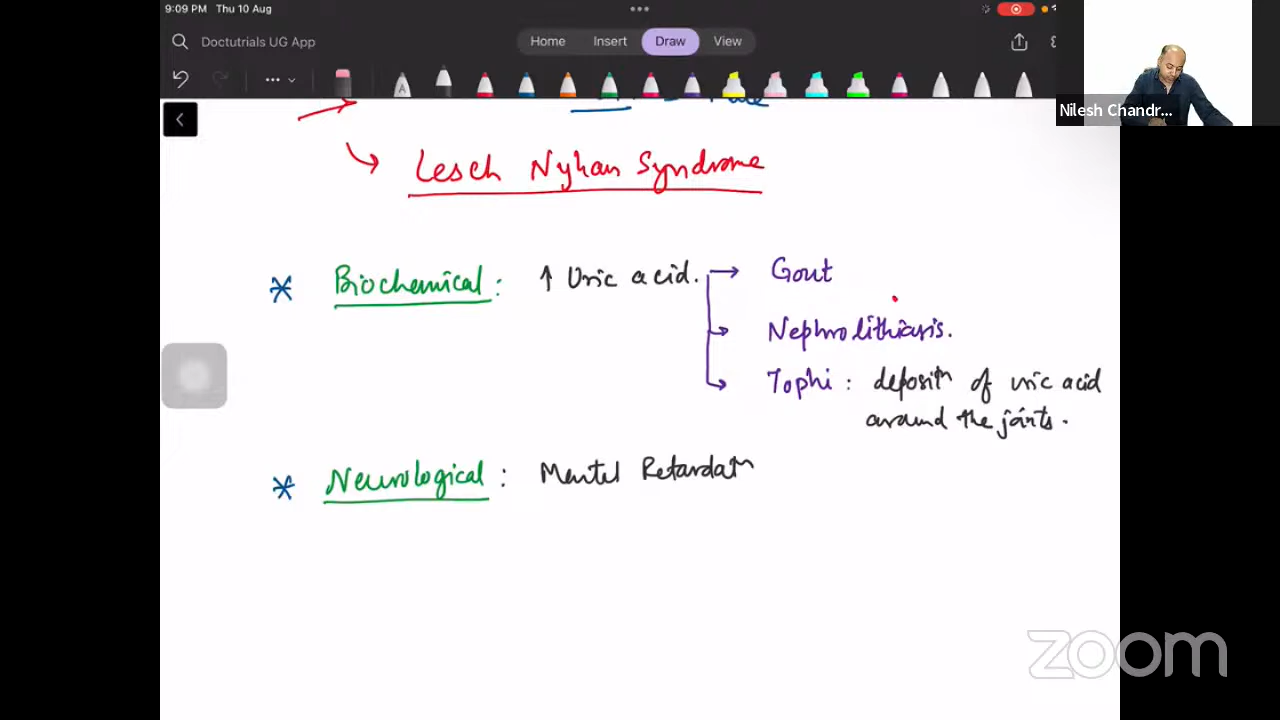 9:09 PM Thu 10 Aug
Doctutrials UG App
Home Insert Draw View
A
Nilesh Chandr...
Lesch Nyhan Syndrome
Biochemical : ↑ Uric acid. → Gout
→ Nephrolithiasis.
→ Tophi : deposit of uric acid
around the joints.
Neurological : Mental Retardatn
zoom